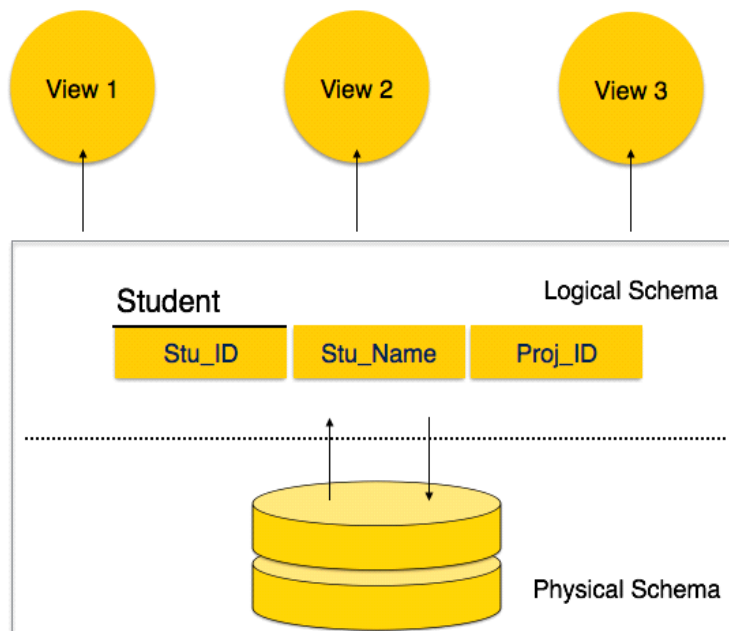 View 1
View 2
View 3
Logical Schema
Student
Stu_ID
Stu_Name
Proj_ID
Physical Schema